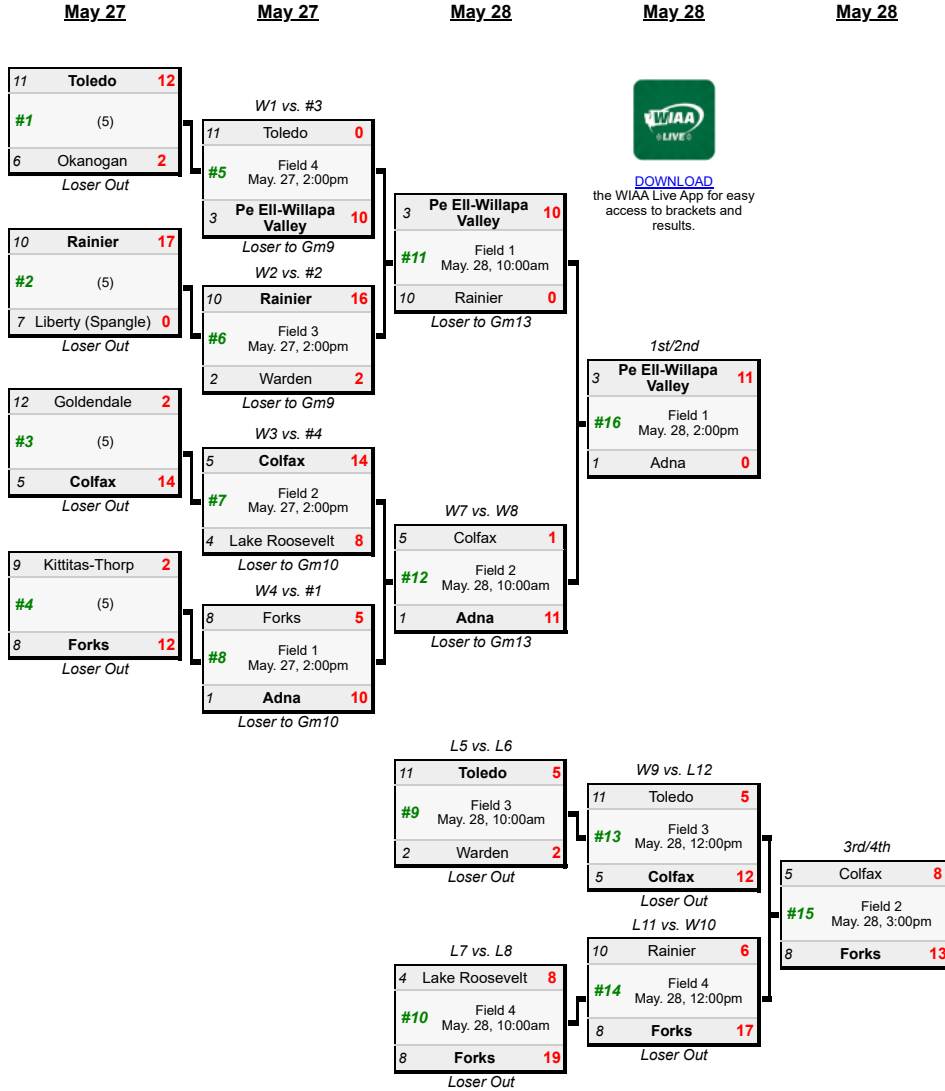 May 27
May 27
May 28
May 28
May 28
11 Toledo 12
#1 (5)
6 Okanogan 2
Loser Out
10 Rainier 17
#2 (5)
7 Liberty (Spangle) 0
Loser Out
12 Goldendale 2
#3 (5)
5 Colfax 14
Loser Out
9 Kittitas-Thorp 2
#4 (5)
8 Forks 12
Loser Out
W1 vs. #3
11 Toledo 0
#5 Field 4
May. 27, 2:00pm
3 Pe Ell-Willapa
Valley 10
Loser to Gm9
W2 vs. #2
10 Rainier 16
#6 Field 3
May. 27, 2:00pm
2 Warden 2
Loser to Gm9
W3 vs. #4
5 Colfax 14
#7 Field 2
May. 27, 2:00pm
4 Lake Roosevelt 8
Loser to Gm10
W4 vs. #1
8 Forks 5
#8 Field 1
May. 27, 2:00pm
1 Adna 10
Loser to Gm10
3 Pe Ell-Willapa
Valley 10
#11 Field 1
May. 28, 10:00am
10 Rainier 0
Loser to Gm13
W7 vs. W8
5 Colfax 1
#12 Field 2
May. 28, 10:00am
1 Adna 11
Loser to Gm13
WIAA
LIVE
DOWNLOAD
the WIAA Live App for easy
access to brackets and
results.
1st/2nd
3 Pe Ell-Willapa
Valley 11
#16 Field 1
May. 28, 2:00pm
1 Adna 0
L5 vs. L6
11 Toledo 5
#9 Field 3
May. 28, 10:00am
2 Warden 2
Loser Out
L7 vs. L8
4 Lake Roosevelt 8
#10 Field 4
May. 28, 10:00am
8 Forks 19
Loser Out
W9 vs. L12
11 Toledo 5
#13 Field 3
May. 28, 12:00pm
5 Colfax 12
Loser Out
L11 vs. W10
10 Rainier 6
#14 Field 4
May. 28, 12:00pm
8 Forks 17
Loser Out
3rd/4th
5 Colfax 8
#15 Field 2
May. 28, 3:00pm
8 Forks 13